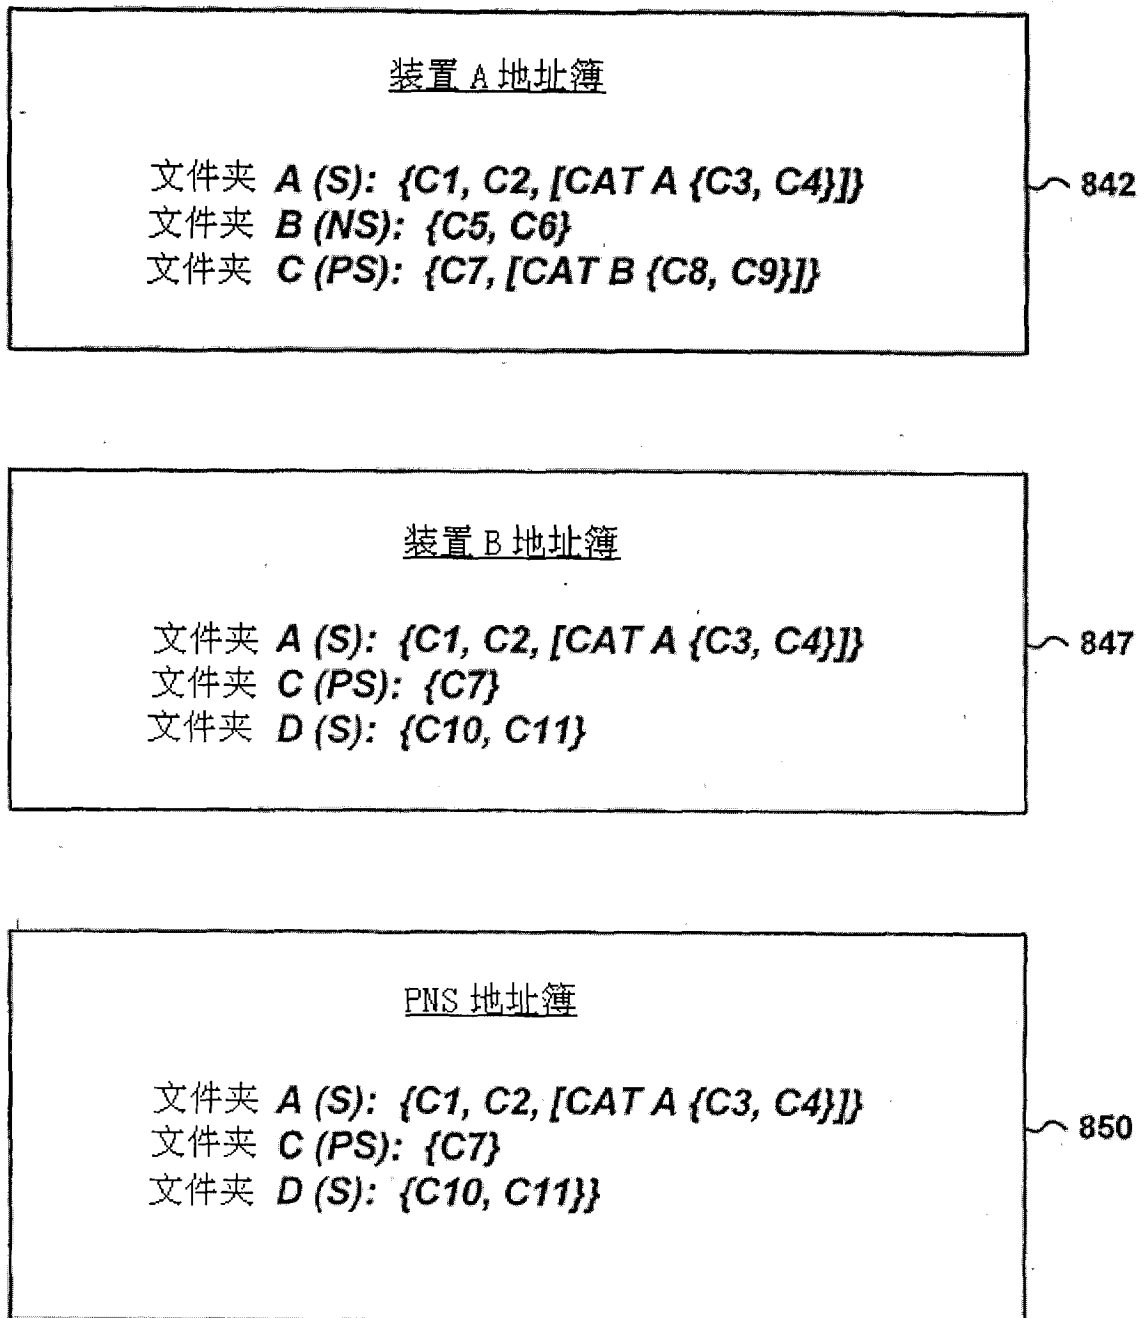 装置 A 地址簿
文件夹 A (S): {C1, C2, [CAT A {C3, C4}]}
文件夹 B (NS): {C5, C6}
文件夹 C (PS): {C7, [CAT B {C8, C9}]}
842
装置 B 地址簿
文件夹 A (S): {C1, C2, [CAT A {C3, C4}]}
文件夹 C (PS): {C7}
文件夹 D (S): {C10, C11}
847
PNS 地址簿
文件夹 A (S): {C1, C2, [CAT A {C3, C4}]}
文件夹 C (PS): {C7}
文件夹 D (S): {C10, C11}}
850